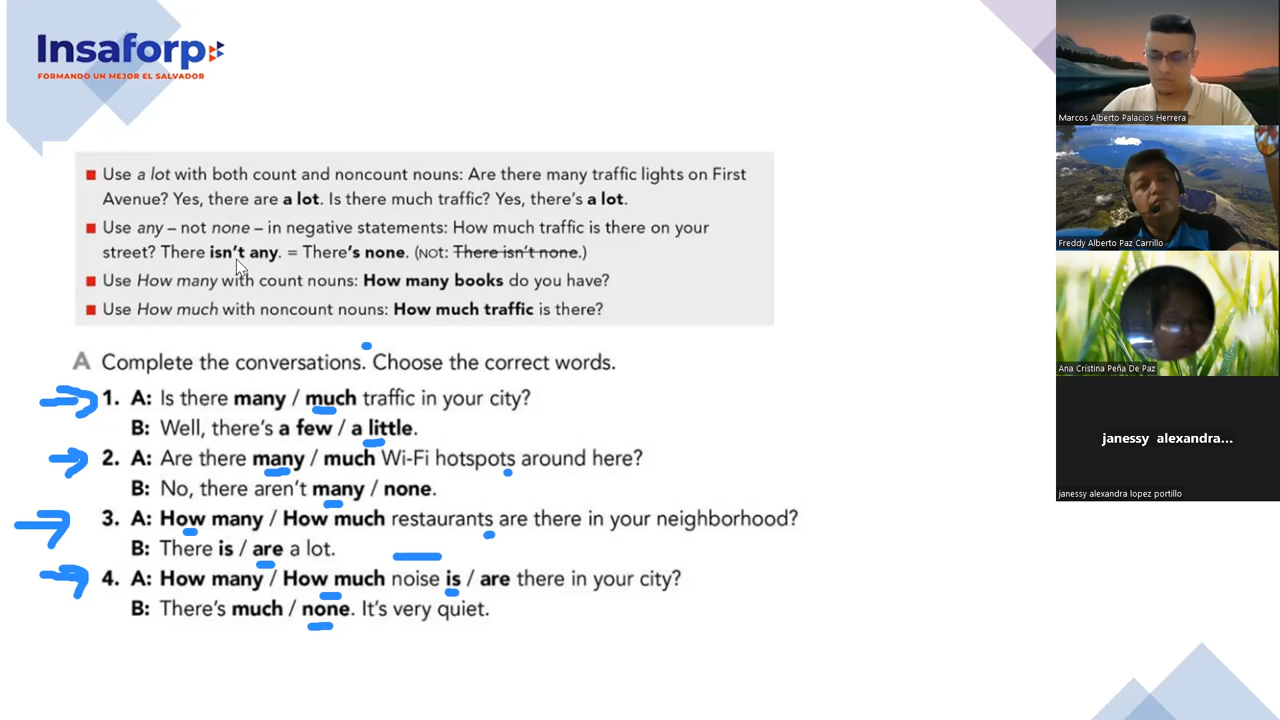 Insaforp
FORMANDO UN MEJOR EL SALVADOR
Use a lot with both count and noncount nouns: Are there many traffic lights on First
Avenue? Yes, there are a lot. Is there much traffic? Yes, there's a lot.
Use any – not none – in negative statements: How much traffic is there on your
street? There isn't any. = There's none. (NOT: There isn't none.)
Use How many with count nouns: How many books do you have?
Use How much with noncount nouns: How much traffic is there?
A Complete the conversations. Choose the correct words.
1. A: Is there many / much traffic in your city?
B: Well, there's a few / a little.
2. A: Are there many / much Wi-Fi hotspots around here?
B: No, there aren't many / none.
3. A: How many / How much restaurants are there in your neighborhood?
B: There is / are a lot.
4. A: How many / How much noise is / are there in your city?
B: There's much / none. It's very quiet.
Marcos Alberto Palacios Herrera
Freddy Alberto Paz Carrillo
Ana Cristina Peña De Paz
janessy alexandra...
janessy alexandra lopez portillo